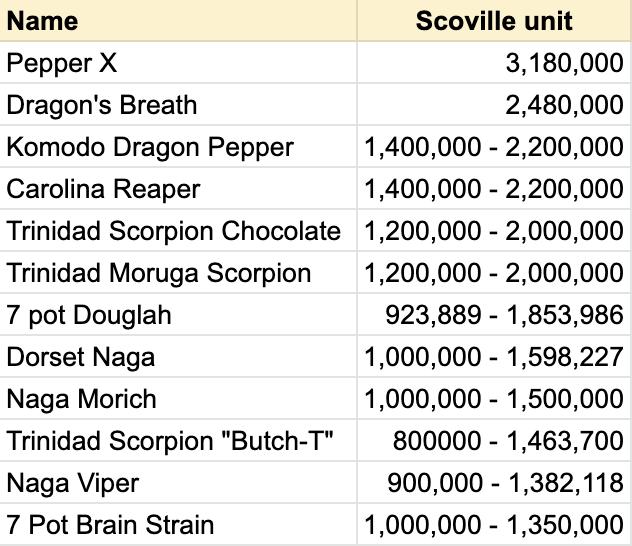 Name Scoville unit
Pepper X 3,180,000
Dragon's Breath 2,480,000
Komodo Dragon Pepper 1,400,000 - 2,200,000
Carolina Reaper 1,400,000 - 2,200,000
Trinidad Scorpion Chocolate 1,200,000 - 2,000,000
Trinidad Moruga Scorpion 1,200,000 - 2,000,000
7 pot Douglah 923,889 - 1,853,986
Dorset Naga 1,000,000 - 1,598,227
Naga Morich 1,000,000 - 1,500,000
Trinidad Scorpion "Butch-T" 800000 - 1,463,700
Naga Viper 900,000 - 1,382,118
7 Pot Brain Strain 1,000,000 - 1,350,000